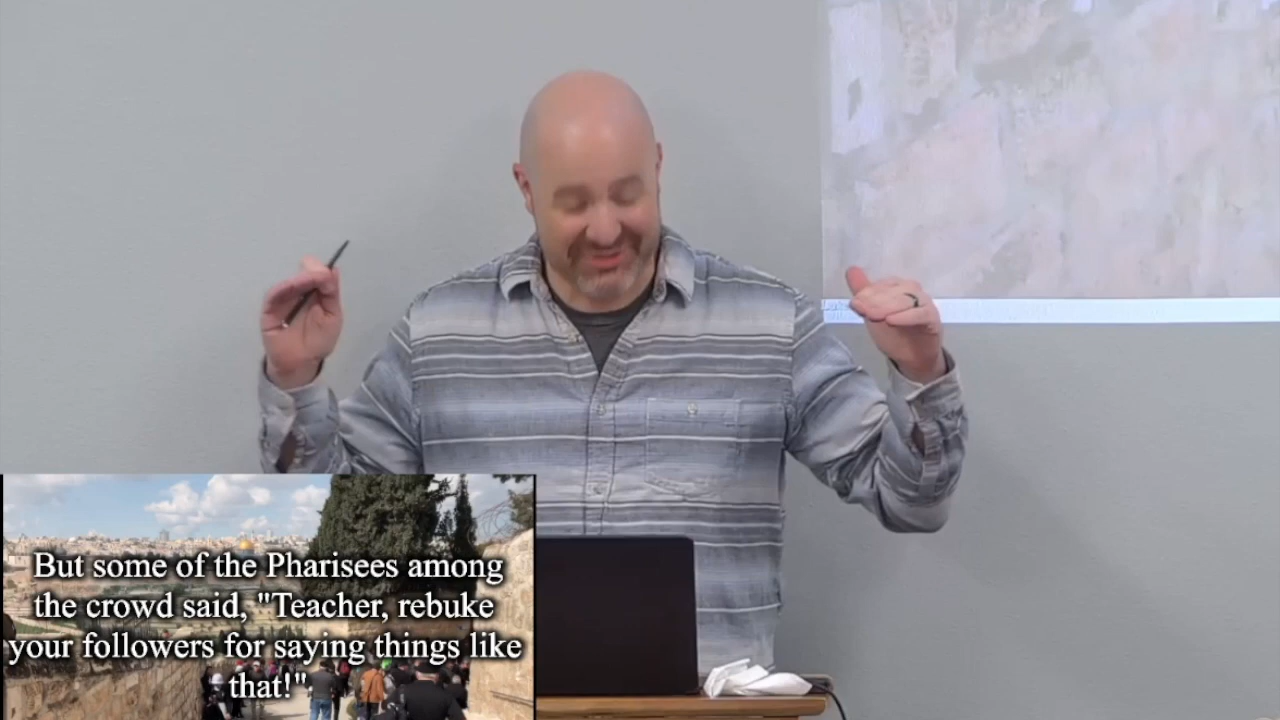 But some of the Pharisees among
the crowd said, "Teacher, rebuke
your followers for saying things like
that!"